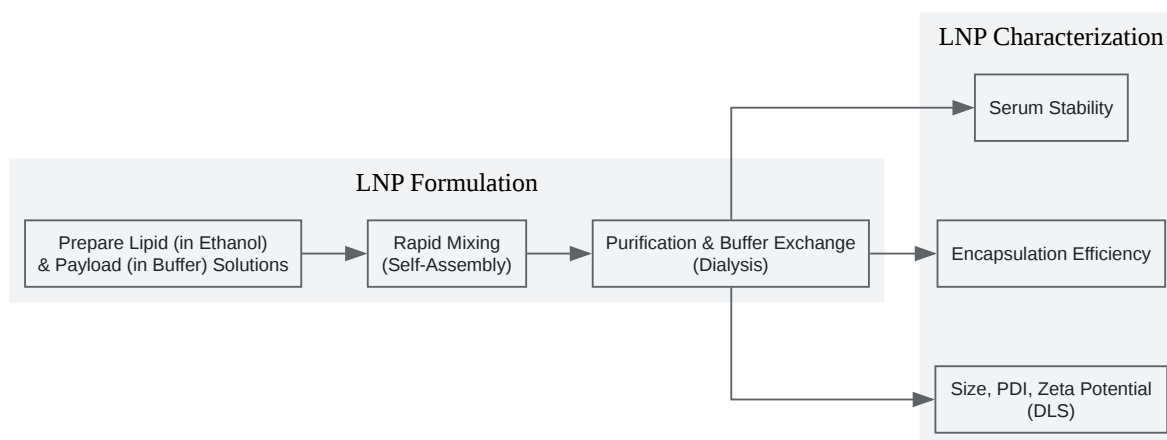 LNP Characterization
Serum Stability
LNP Formulation
Prepare Lipid (in Ethanol)
& Payload (in Buffer) Solutions
Rapid Mixing
(Self-Assembly)
Purification & Buffer Exchange
(Dialysis)
Encapsulation Efficiency
Size, PDI, Zeta Potential
(DLS)